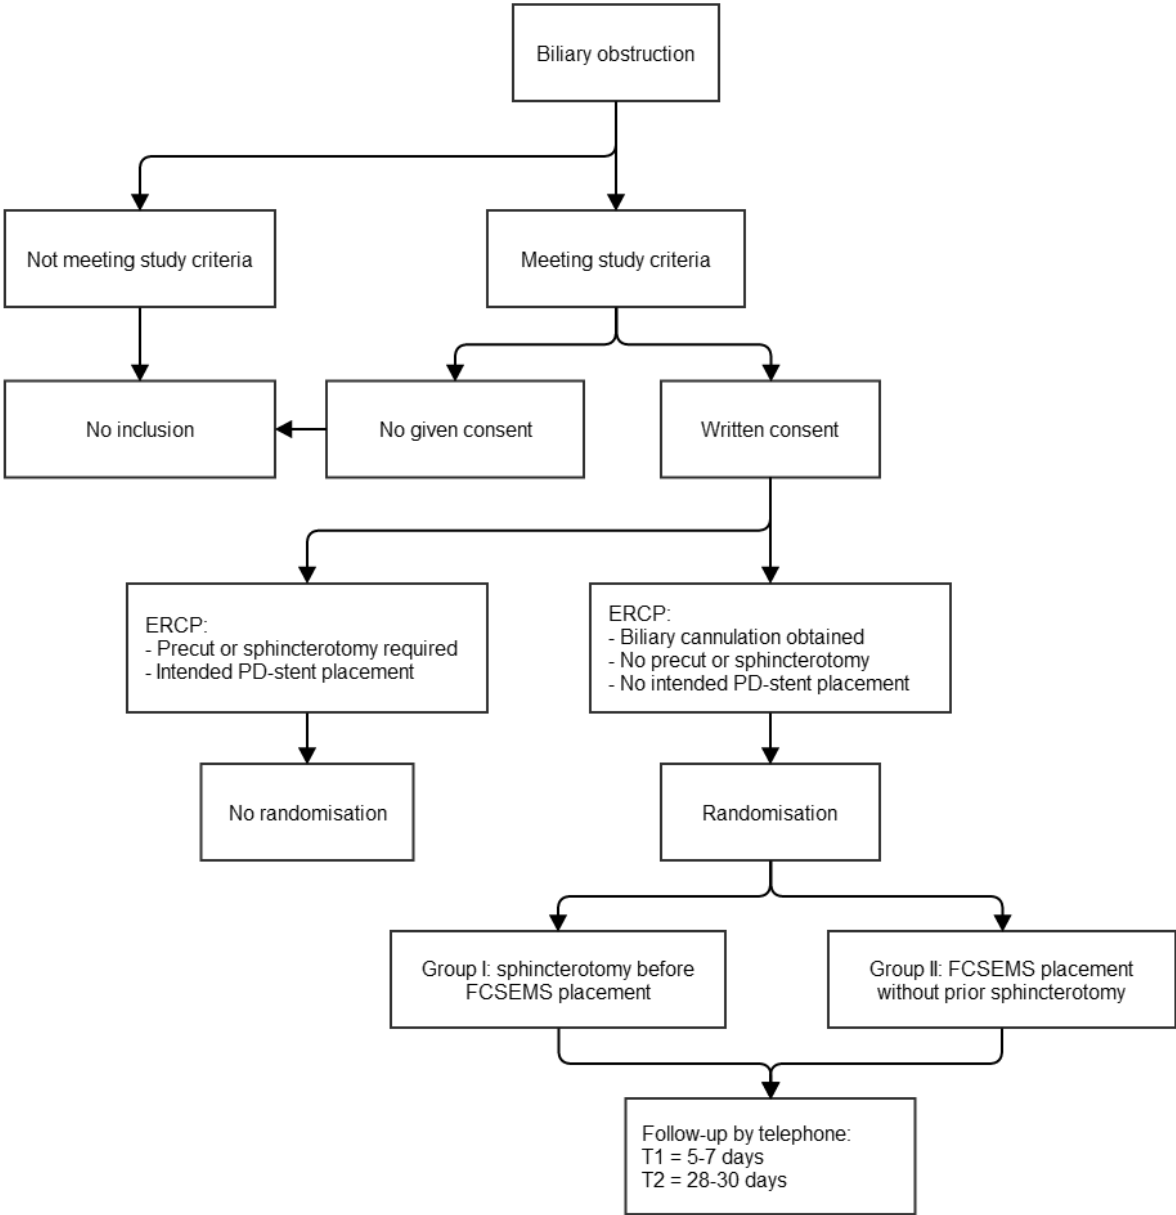 Biliary obstruction
Not meeting study criteria
Meeting study criteria
No inclusion
No given consent
Written consent
ERCP:
- Precut or sphincterotomy required
- Intended PD-stent placement
ERCP:
- Biliary cannulation obtained
- No precut or sphincterotomy
- No intended PD-stent placement
No randomisation
Randomisation
Group I: sphincterotomy before
FCSEMS placement
Group II: FCSEMS placement
without prior sphincterotomy
Follow-up by telephone:
T1 = 5-7 days
T2 = 28-30 days